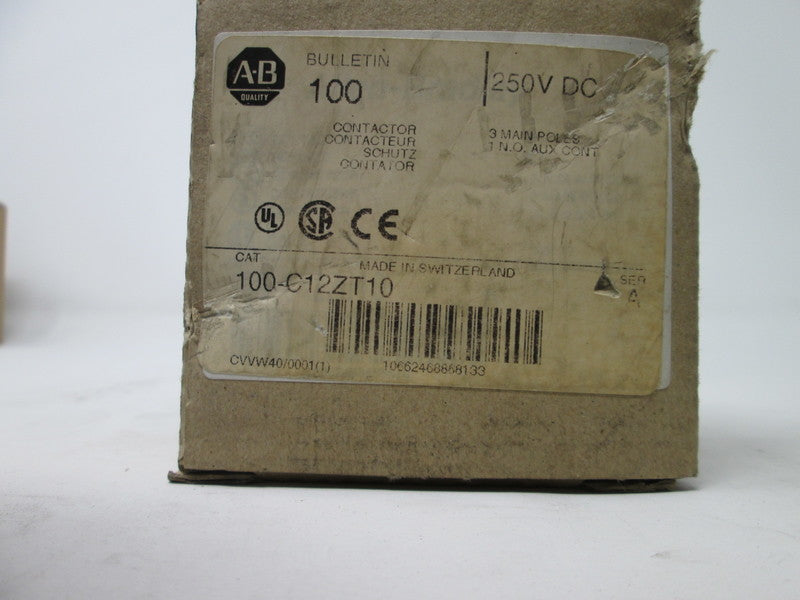 A-B
QUALITY
BULLETIN
100
250V DC
CONTACTOR
CONTACTEUR
SCHUTZ
CONTATOR
3 MAIN POLES
1 N.O. AUX CONT
UL
SA
CE
CAT
MADE IN SWITZERLAND
100-C12ZT10
SER
A
CVVW40/0001(1)
10662468868133